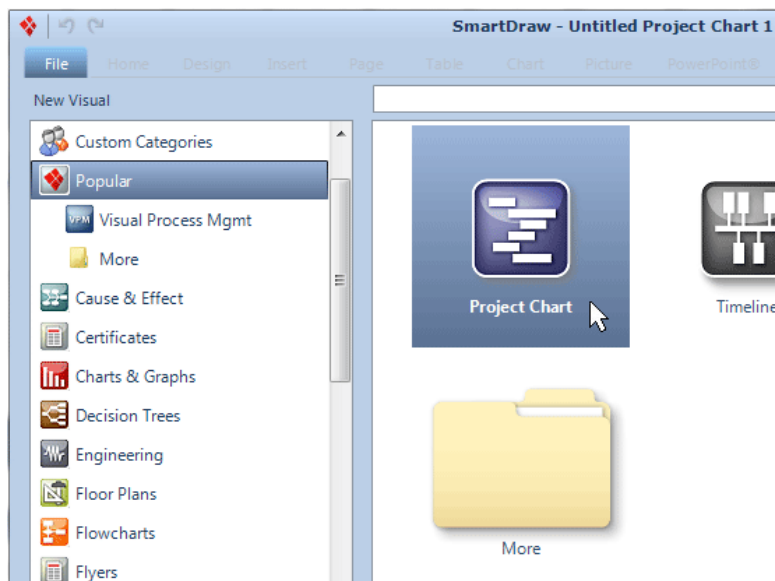 SmartDraw - Untitled Project Chart 1
File Home Design Insert Page Table Chart Picture PowerPoint®
New Visual
Custom Categories
Popular
VPM Visual Process Mgmt
More
Cause & Effect
Certificates
Charts & Graphs
Decision Trees
Engineering
Floor Plans
Flowcharts
Flyers
Project Chart
Timeline
More